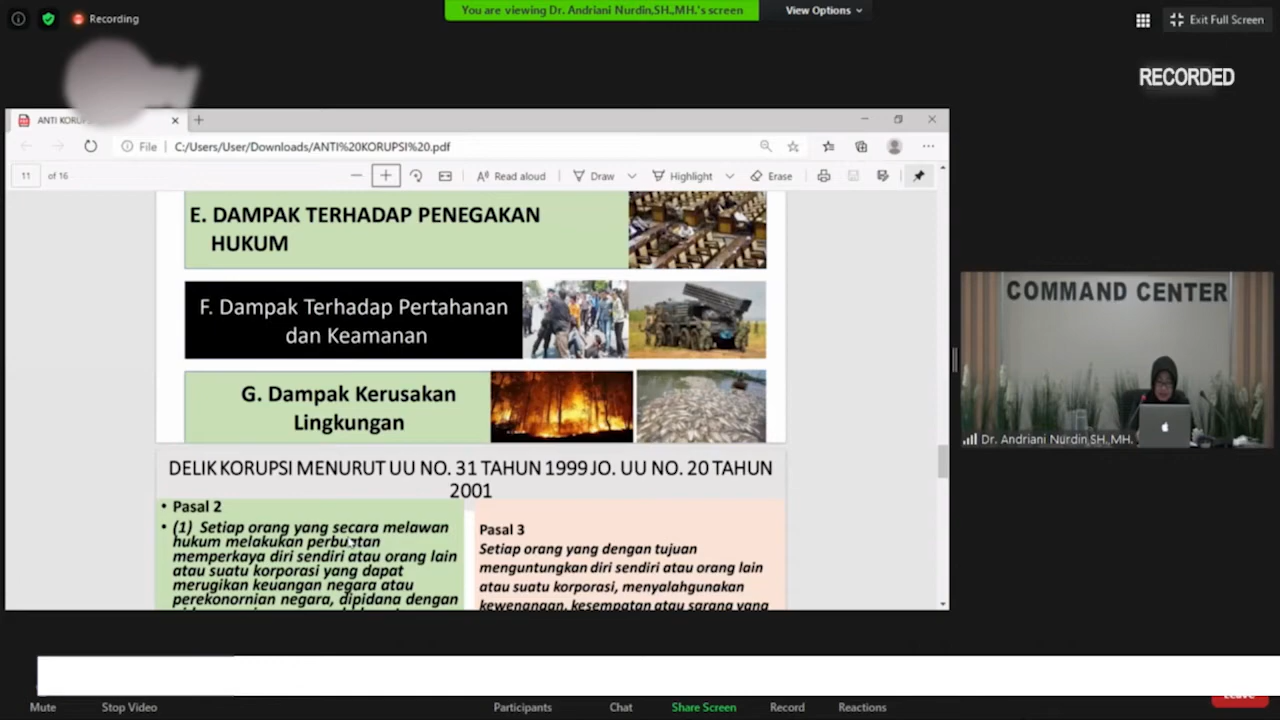 Recording
You are viewing Dr. Andriani Nurdin,SH.,MH.'s screen
View Options
Exit Full Screen
RECORDED
ANTI
File
C:/Users/User/Downloads/ANTI%20KORUPSI%20.pdf
11 of 16
Read aloud
Draw
Highlight
Erase
E. DAMPAK TERHADAP PENEGAKAN
HUKUM
F. Dampak Terhadap Pertahanan
dan Keamanan
G. Dampak Kerusakan
Lingkungan
DELIK KORUPSI MENURUT UU NO. 31 TAHUN 1999 JO. UU NO. 20 TAHUN
2001
• Pasal 2
• (1) Setiap orang yang secara melawan
hukum melakukan perbuatan
memperkaya diri sendiri atau orang lain
atau suatu korporasi yang dapat
merugikan keuangan negara atau
perekonornian negara, dipidana dengan
Pasal 3
Setiap orang yang dengan tujuan
menguntungkan diri sendiri atau orang lain
atau suatu korporasi, menyalahgunakan
kewenangan, kesempatan atau sarang yang
COMMAND CENTER
Dr. Andriani Nurdin,SH.,MH.
Mute
Stop Video
Participants
Chat
Share Screen
Record
Reactions